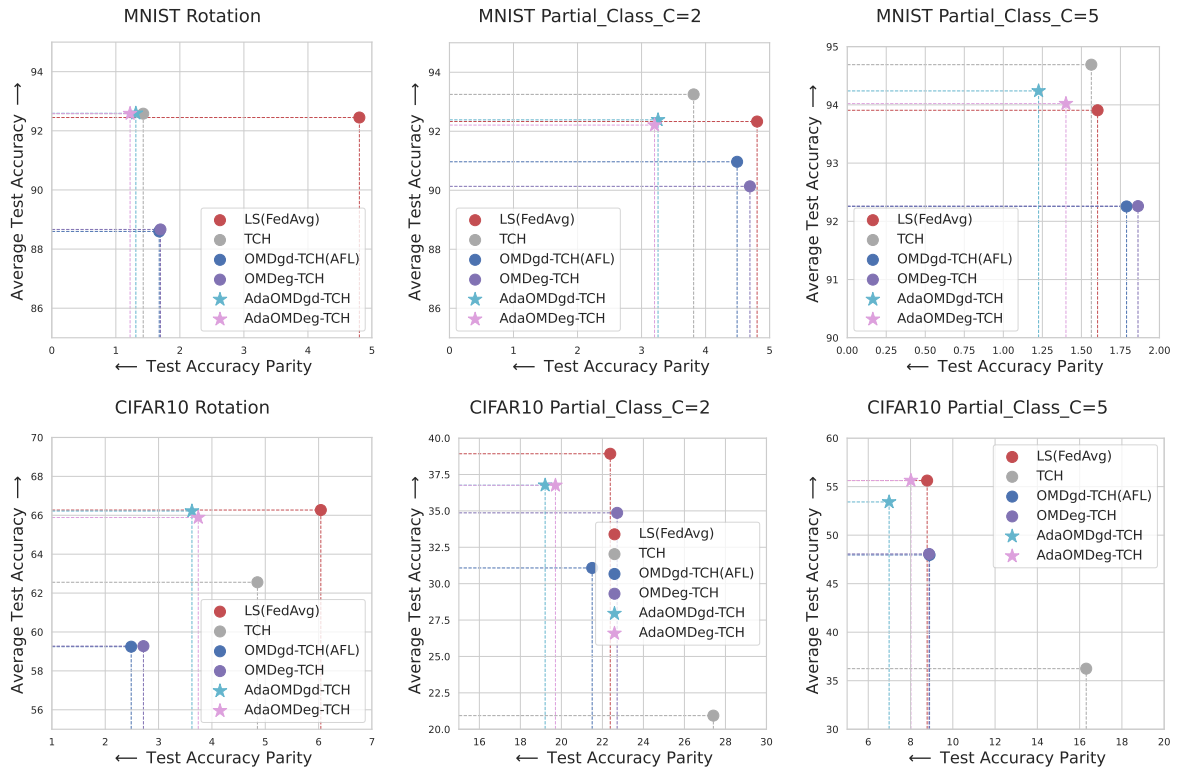 MNIST Rotation
Average Test Accuracy ⟶
94
92
90
88
86
0 1 2 3 4 5
LS(FedAvg)
TCH
OMDgd-TCH(AFL)
OMDeg-TCH
AdaOMDgd-TCH
AdaOMDeg-TCH
⟵ Test Accuracy Parity
MNIST Partial_Class_C=2
Average Test Accuracy ⟶
94
92
90
88
86
0 1 2 3 4 5
LS(FedAvg)
TCH
OMDgd-TCH(AFL)
OMDeg-TCH
AdaOMDgd-TCH
AdaOMDeg-TCH
⟵ Test Accuracy Parity
MNIST Partial_Class_C=5
Average Test Accuracy ⟶
95
94
93
92
91
90
0.00 0.25 0.50 0.75 1.00 1.25 1.50 1.75 2.00
LS(FedAvg)
TCH
OMDgd-TCH(AFL)
OMDeg-TCH
AdaOMDgd-TCH
AdaOMDeg-TCH
⟵ Test Accuracy Parity
CIFAR10 Rotation
Average Test Accuracy ⟶
70
68
66
64
62
60
58
56
1 2 3 4 5 6 7
LS(FedAvg)
TCH
OMDgd-TCH(AFL)
OMDeg-TCH
AdaOMDgd-TCH
AdaOMDeg-TCH
⟵ Test Accuracy Parity
CIFAR10 Partial_Class_C=2
Average Test Accuracy ⟶
40.0
37.5
35.0
32.5
30.0
27.5
25.0
22.5
20.0
16 18 20 22 24 26 28 30
LS(FedAvg)
TCH
OMDgd-TCH(AFL)
OMDeg-TCH
AdaOMDgd-TCH
AdaOMDeg-TCH
⟵ Test Accuracy Parity
CIFAR10 Partial_Class_C=5
Average Test Accuracy ⟶
60
55
50
45
40
35
30
6 8 10 12 14 16 18 20
LS(FedAvg)
TCH
OMDgd-TCH(AFL)
OMDeg-TCH
AdaOMDgd-TCH
AdaOMDeg-TCH
⟵ Test Accuracy Parity